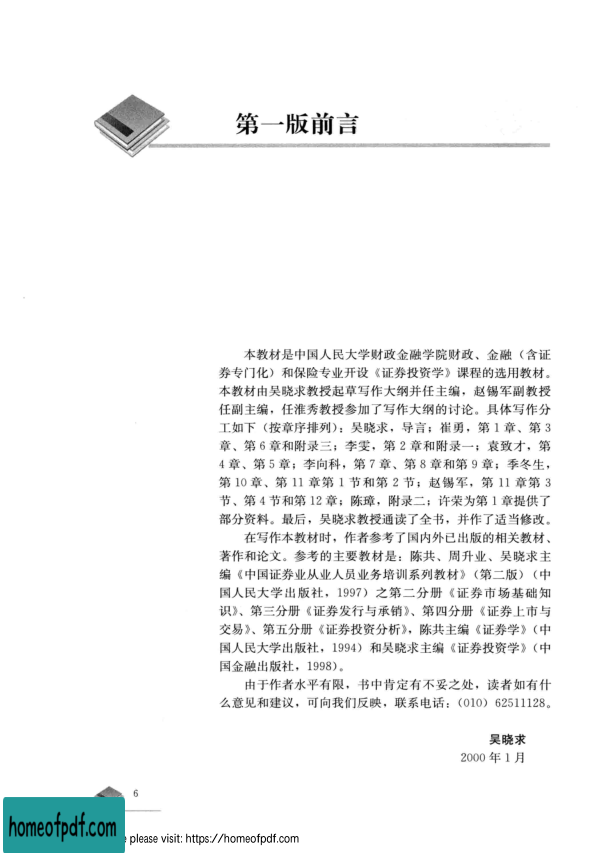 第一版前言
本教材是中国人民大学财政金融学院财政、金融（含证
券专门化）和保险专业开设《证券投资学》课程的选用教材。
本教材由吴晓求教授起草写作大纲并任主编，赵锡军副教授
任副主编，任淮秀教授参加了写作大纲的讨论。具体写作分
工如下（按章序排列）：吴晓求，导言；崔勇，第1章、第3
章、第6章和附录三；李雯，第2章和附录一；袁致才，第
4章、第5章；李向科，第7章、第8章和第9章；季冬生，
第10章、第11章第1节和第2节；赵锡军，第11章第3
节、第4节和第12章；陈璋，附录二；许荣为第1章提供了
部分资料。最后，吴晓求教授通读了全书，并作了适当修改。
在写作本教材时，作者参考了国内外已出版的相关教材、
著作和论文。参考的主要教材是：陈共、周升业、吴晓求主
编《中国证券业从业人员业务培训系列教材》（第二版）（中
国人民大学出版社，1997）之第二分册《证券市场基础知
识》、第三分册《证券发行与承销》、第四分册《证券上市与
交易》、第五分册《证券投资分析》，陈共主编《证券学》（中
国人民大学出版社，1994）和吴晓求主编《证券投资学》（中
国金融出版社，1998）。
由于作者水平有限，书中肯定有不妥之处，读者如有什
么意见和建议，可向我们反映，联系电话：（010）62511128。
吴晓求
2000年1月
6
homeofpdf.com
please visit: https://homeofpdf.com